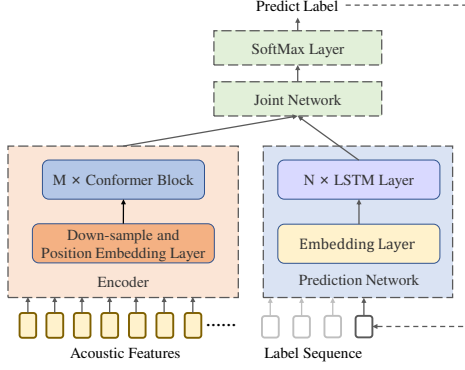 Predict Label
SoftMax Layer
Joint Network
M × Conformer Block
Down-sample and
Position Embedding Layer
Encoder
N × LSTM Layer
Embedding Layer
Prediction Network
......
Acoustic Features
Label Sequence